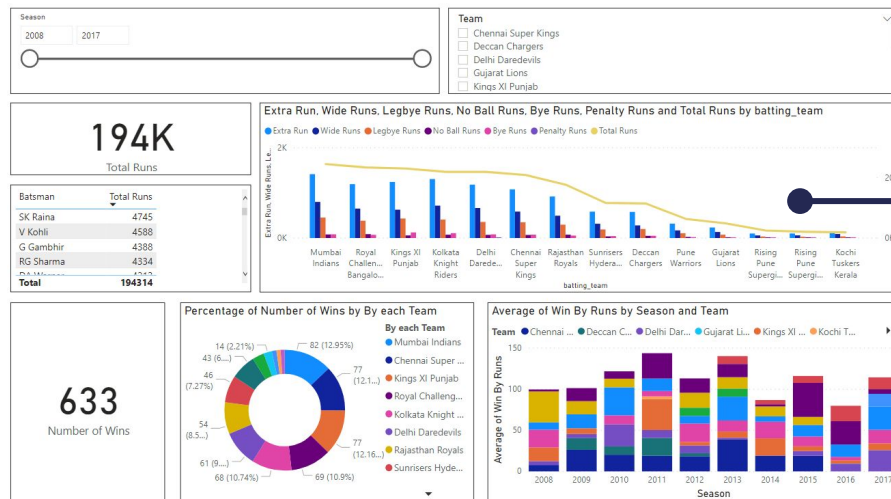 Season
2008 2017
Team
Chennai Super Kings
Deccan Chargers
Delhi Daredevils
Gujarat Lions
Kings XI Punjab
194K
Total Runs
Batsman Total Runs
SK Raina 4745
V Kohli 4588
G Gambhir 4388
RG Sharma 4334
Total 194314
Extra Run, Wide Runs, Legbye Runs, No Ball Runs, Bye Runs, Penalty Runs and Total Runs by batting_team
Extra Run Wide Runs Legbye Runs No Ball Runs Bye Runs Penalty Runs Total Runs
Extra Run, Wide Runs, Le...
2K
0K
20
0K
Mumbai Indians
Royal Challen... Bangalo...
Kings XI Punjab
Kolkata Knight Riders
Delhi Darede...
Chennai Super Kings
Rajasthan Royals
Sunrisers Hydera...
Deccan Chargers
Pune Warriors
Gujarat Lions
Rising Pune Supergi...
Rising Pune Supergi...
Kochi Tuskers Kerala
batting_team
633
Number of Wins
Percentage of Number of Wins by By each Team
82 (12.95%)
77 (12.1...)
77 (12.16...)
69 (10.9%)
68 (10.74%)
61 (9....)
54 (8.5...)
46 (7.27%)
43 (6....)
14 (2.21%)
By each Team
Mumbai Indians
Chennai Super ...
Kings XI Punjab
Royal Challeng...
Kolkata Knight ...
Delhi Daredevils
Rajasthan Royals
Sunrisers Hyde...
Average of Win By Runs by Season and Team
Team Chennai ... Deccan C... Delhi Dar... Gujarat Li... Kings XI ... Kochi T...
Average of Win By Runs
150
100
50
0
2008 2009 2010 2011 2012 2013 2014 2015 2016 2017
Season